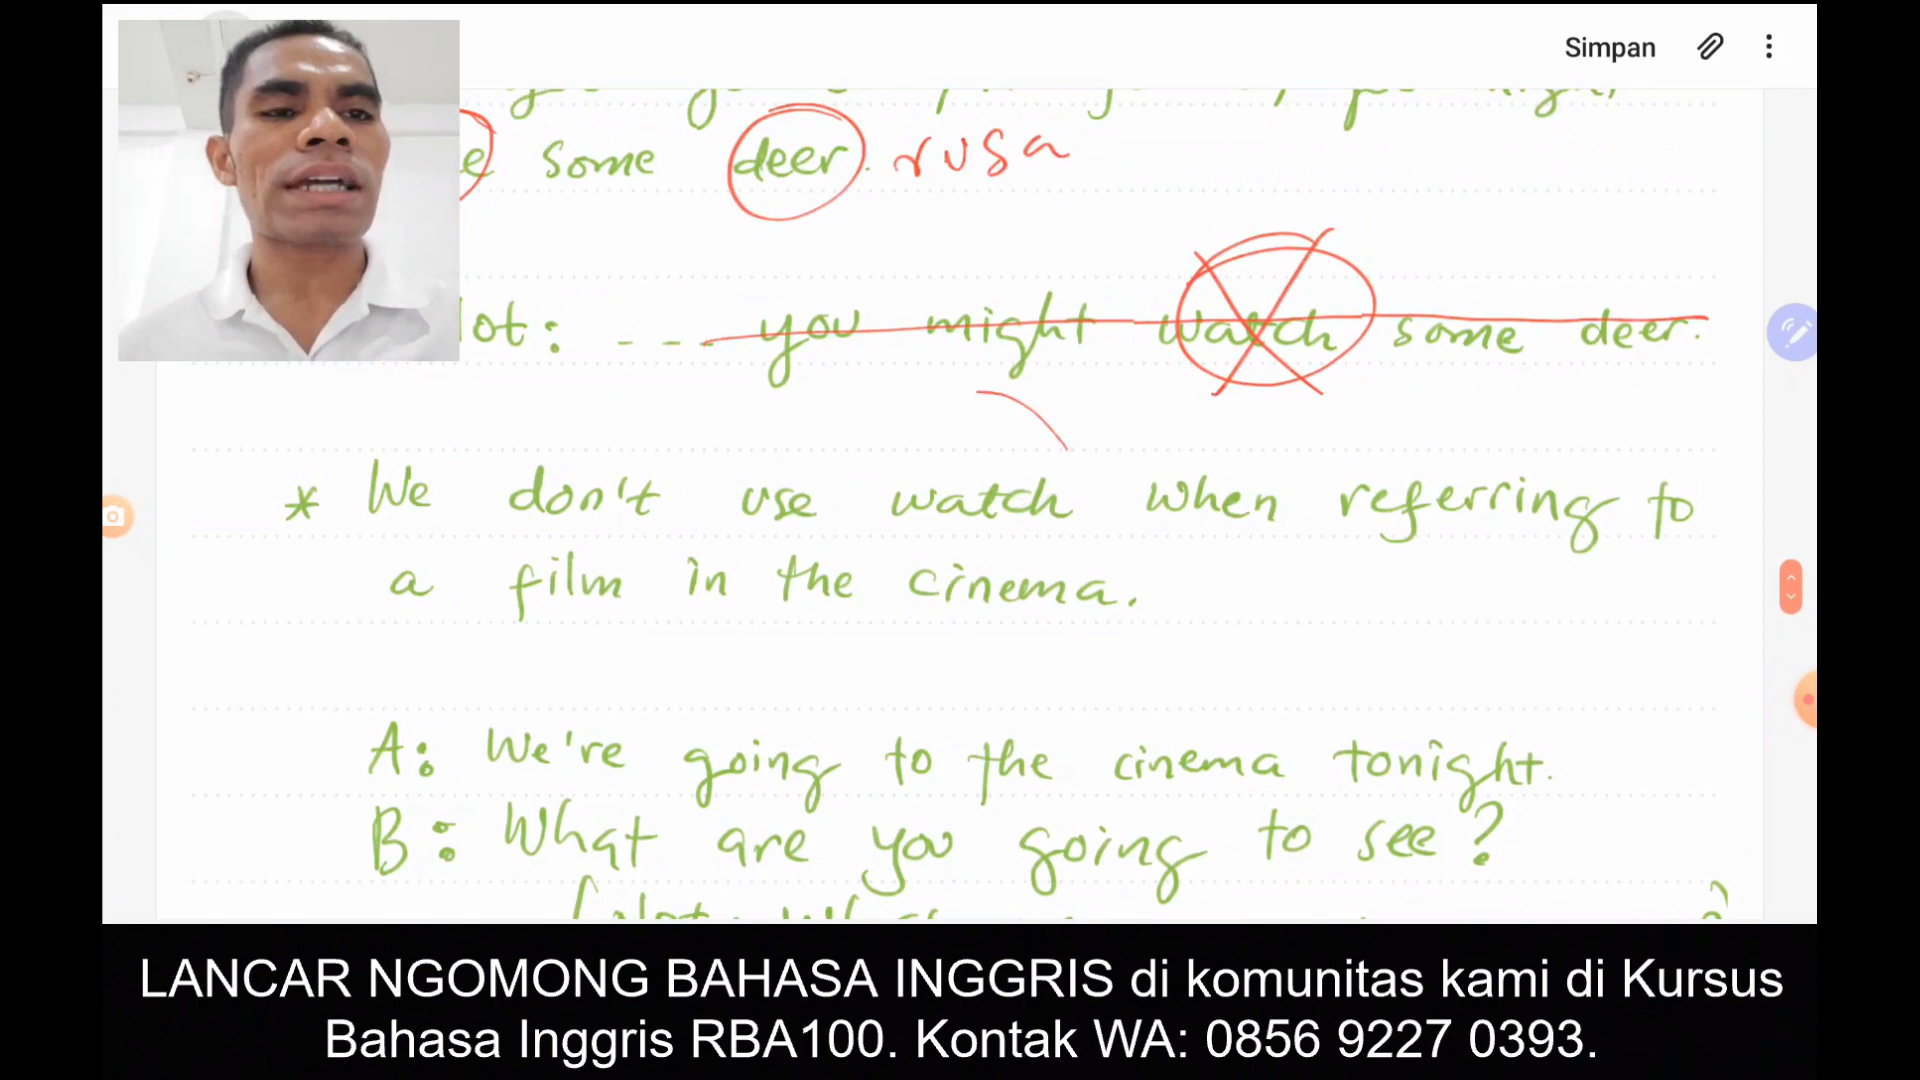 Simpan
some deer. rusa
--- you might watch some deer.
* We don't use watch when referring to
a film in the cinema.
A: We're going to the cinema tonight.
B: What are you going to see?
LANCAR NGOMONG BAHASA INGGRIS di komunitas kami di Kursus
Bahasa Inggris RBA100. Kontak WA: 0856 9227 0393.